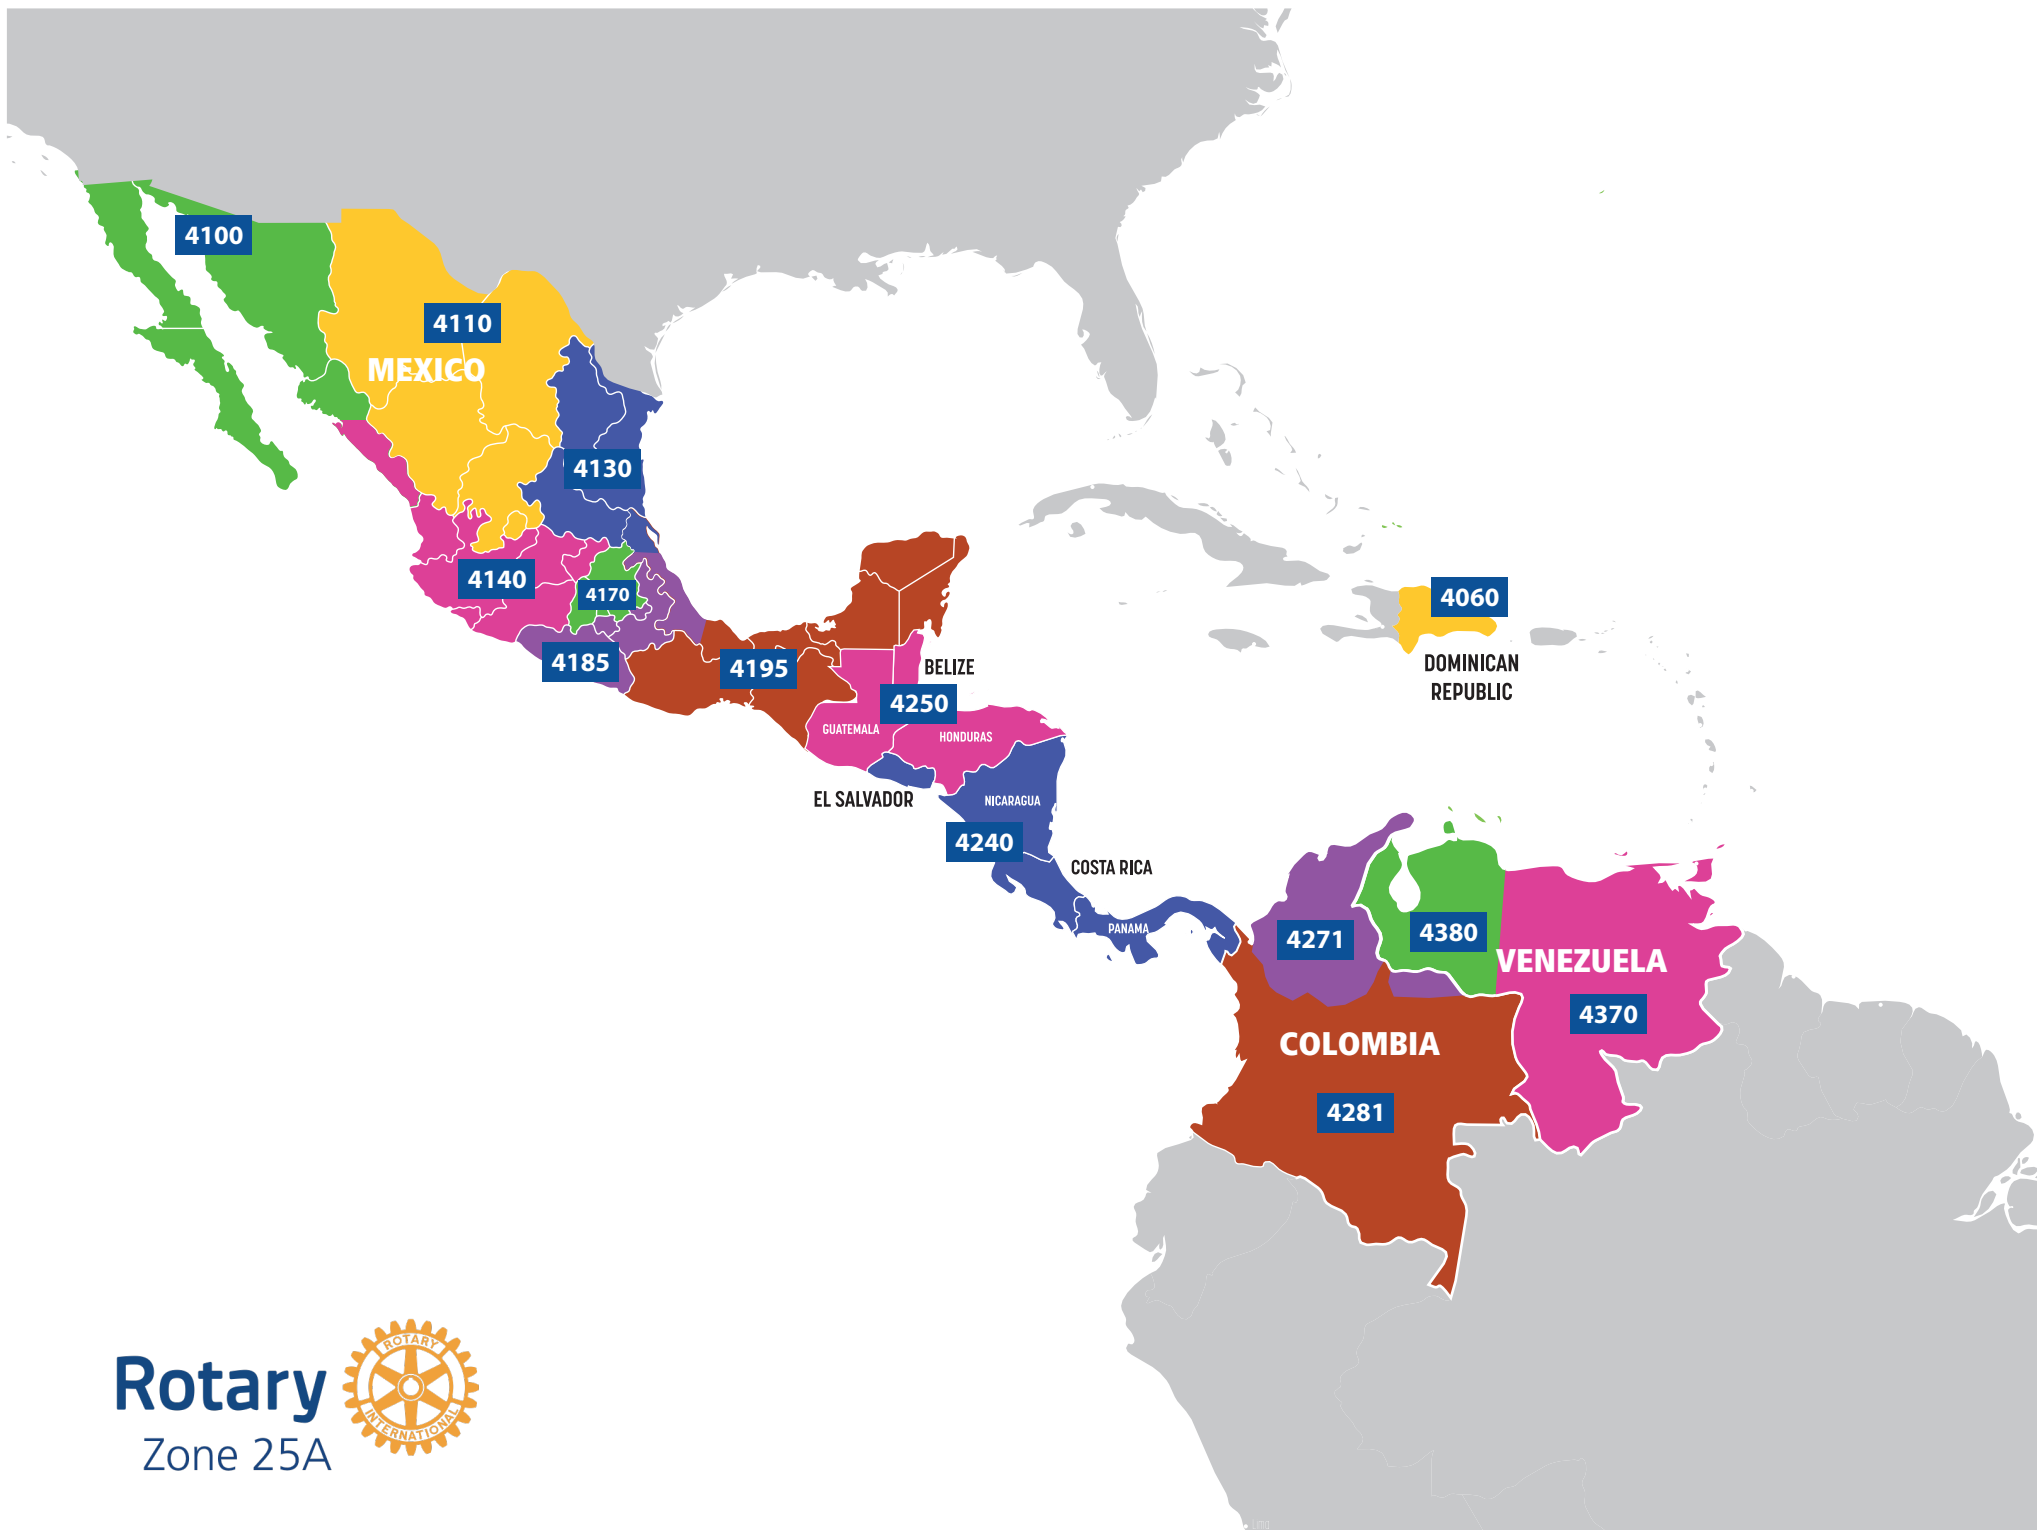 4100
4110
MEXICO
4130
4140
4170
4060
4185
4195
BELIZE
DOMINICAN
REPUBLIC
4250
GUATEMALA
HONDURAS
EL SALVADOR
NICARAGUA
4240
COSTA RICA
PANAMA
4271
4380
VENEZUELA
4370
COLOMBIA
4281
Rotary
ROTARY
INTERNATIONAL
Zone 25A